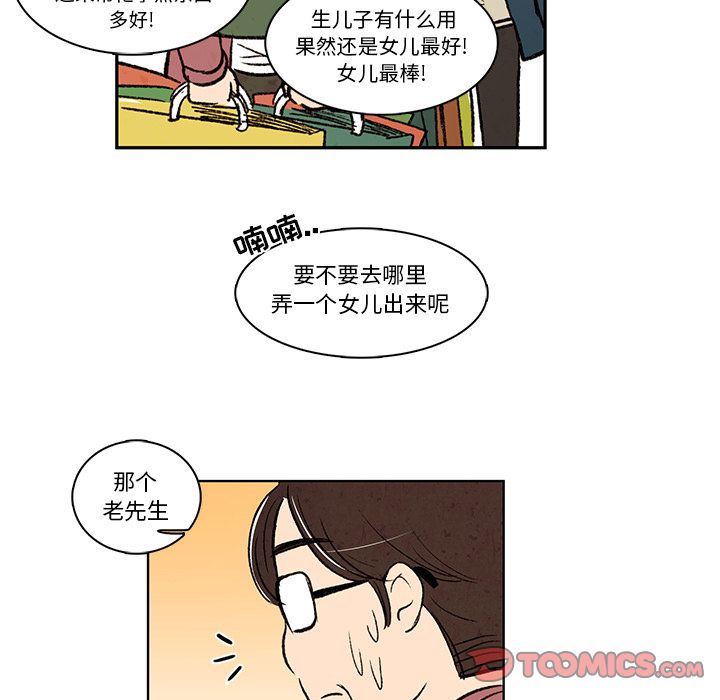 多好!
生儿子有什么用
果然还是女儿最好!
女儿最棒!
喃喃..
要不要去哪里
弄一个女儿出来呢
那个
老先生
TOOMICS.COM